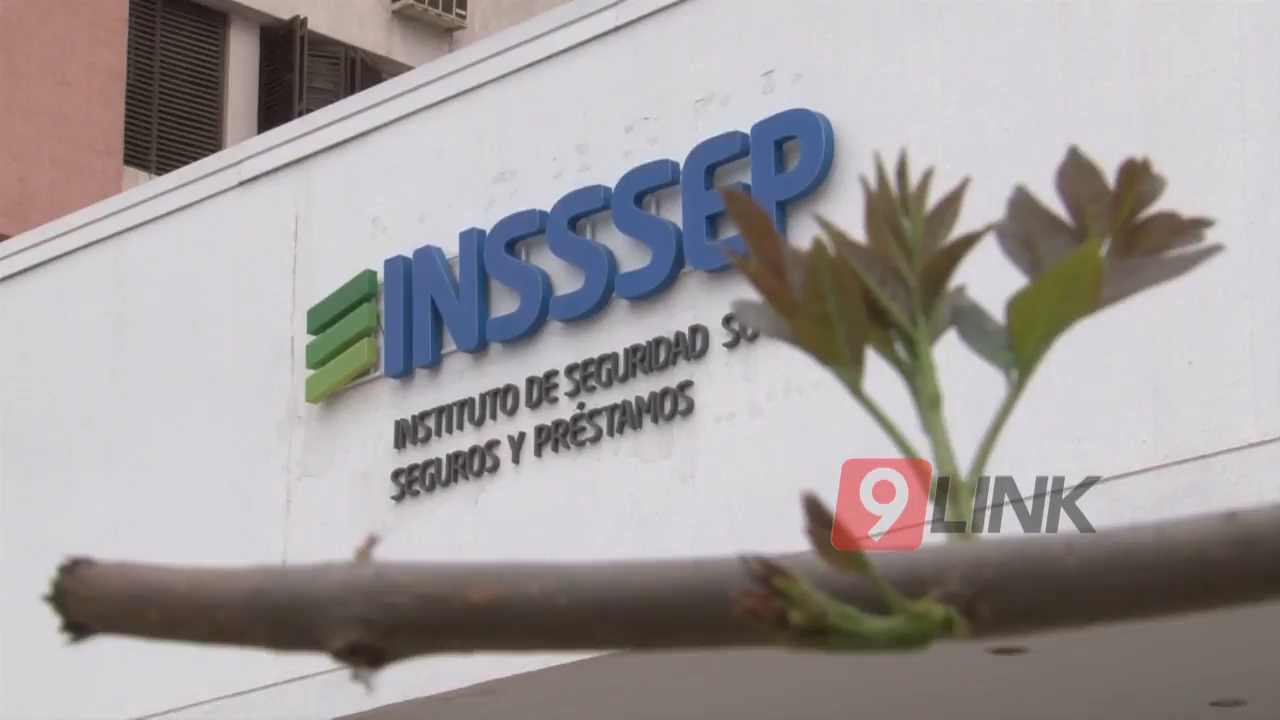 INSSSEP
INSTITUTO DE SEGURIDAD
SEGUROS Y PRÉSTAMOS
9 LINK